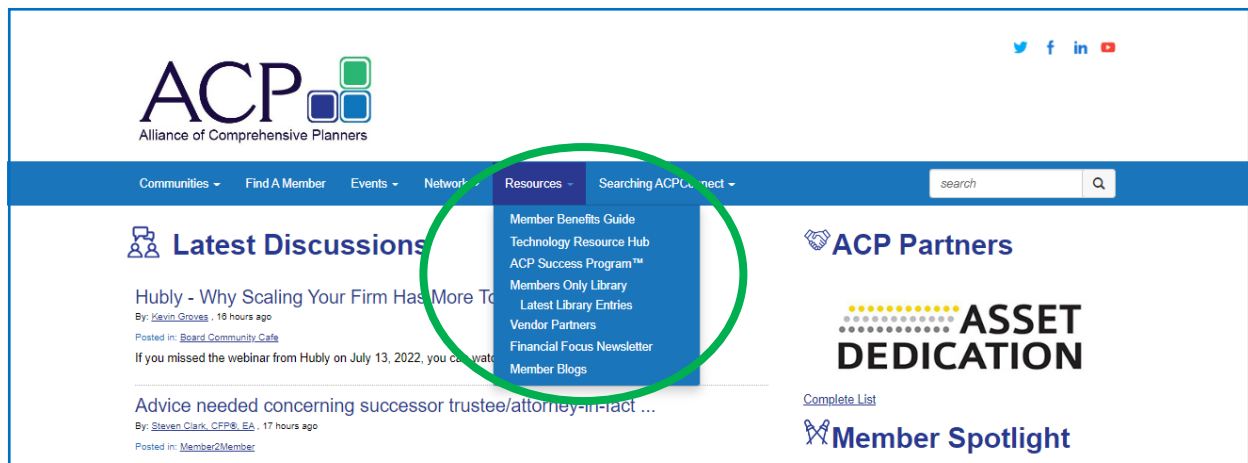 ACP
Alliance of Comprehensive Planners
Communities
Find A Member
Events
Network
Resources
Searching ACPConnect
search
Member Benefits Guide
Technology Resource Hub
ACP Success Program™
Members Only Library
Latest Library Entries
Vendor Partners
Financial Focus Newsletter
Member Blogs
Latest Discussions
Hubly - Why Scaling Your Firm Has More To
By: Kevin Groves , 16 hours ago
Posted in: Board Community Cafe
If you missed the webinar from Hubly on July 13, 2022, you can
Advice needed concerning successor trustee/attorney-in-fact ...
By: Steven Clark, CFP®, EA , 17 hours ago
Posted in: Member2Member
ACP Partners
ASSET
DEDICATION
Complete List
Member Spotlight